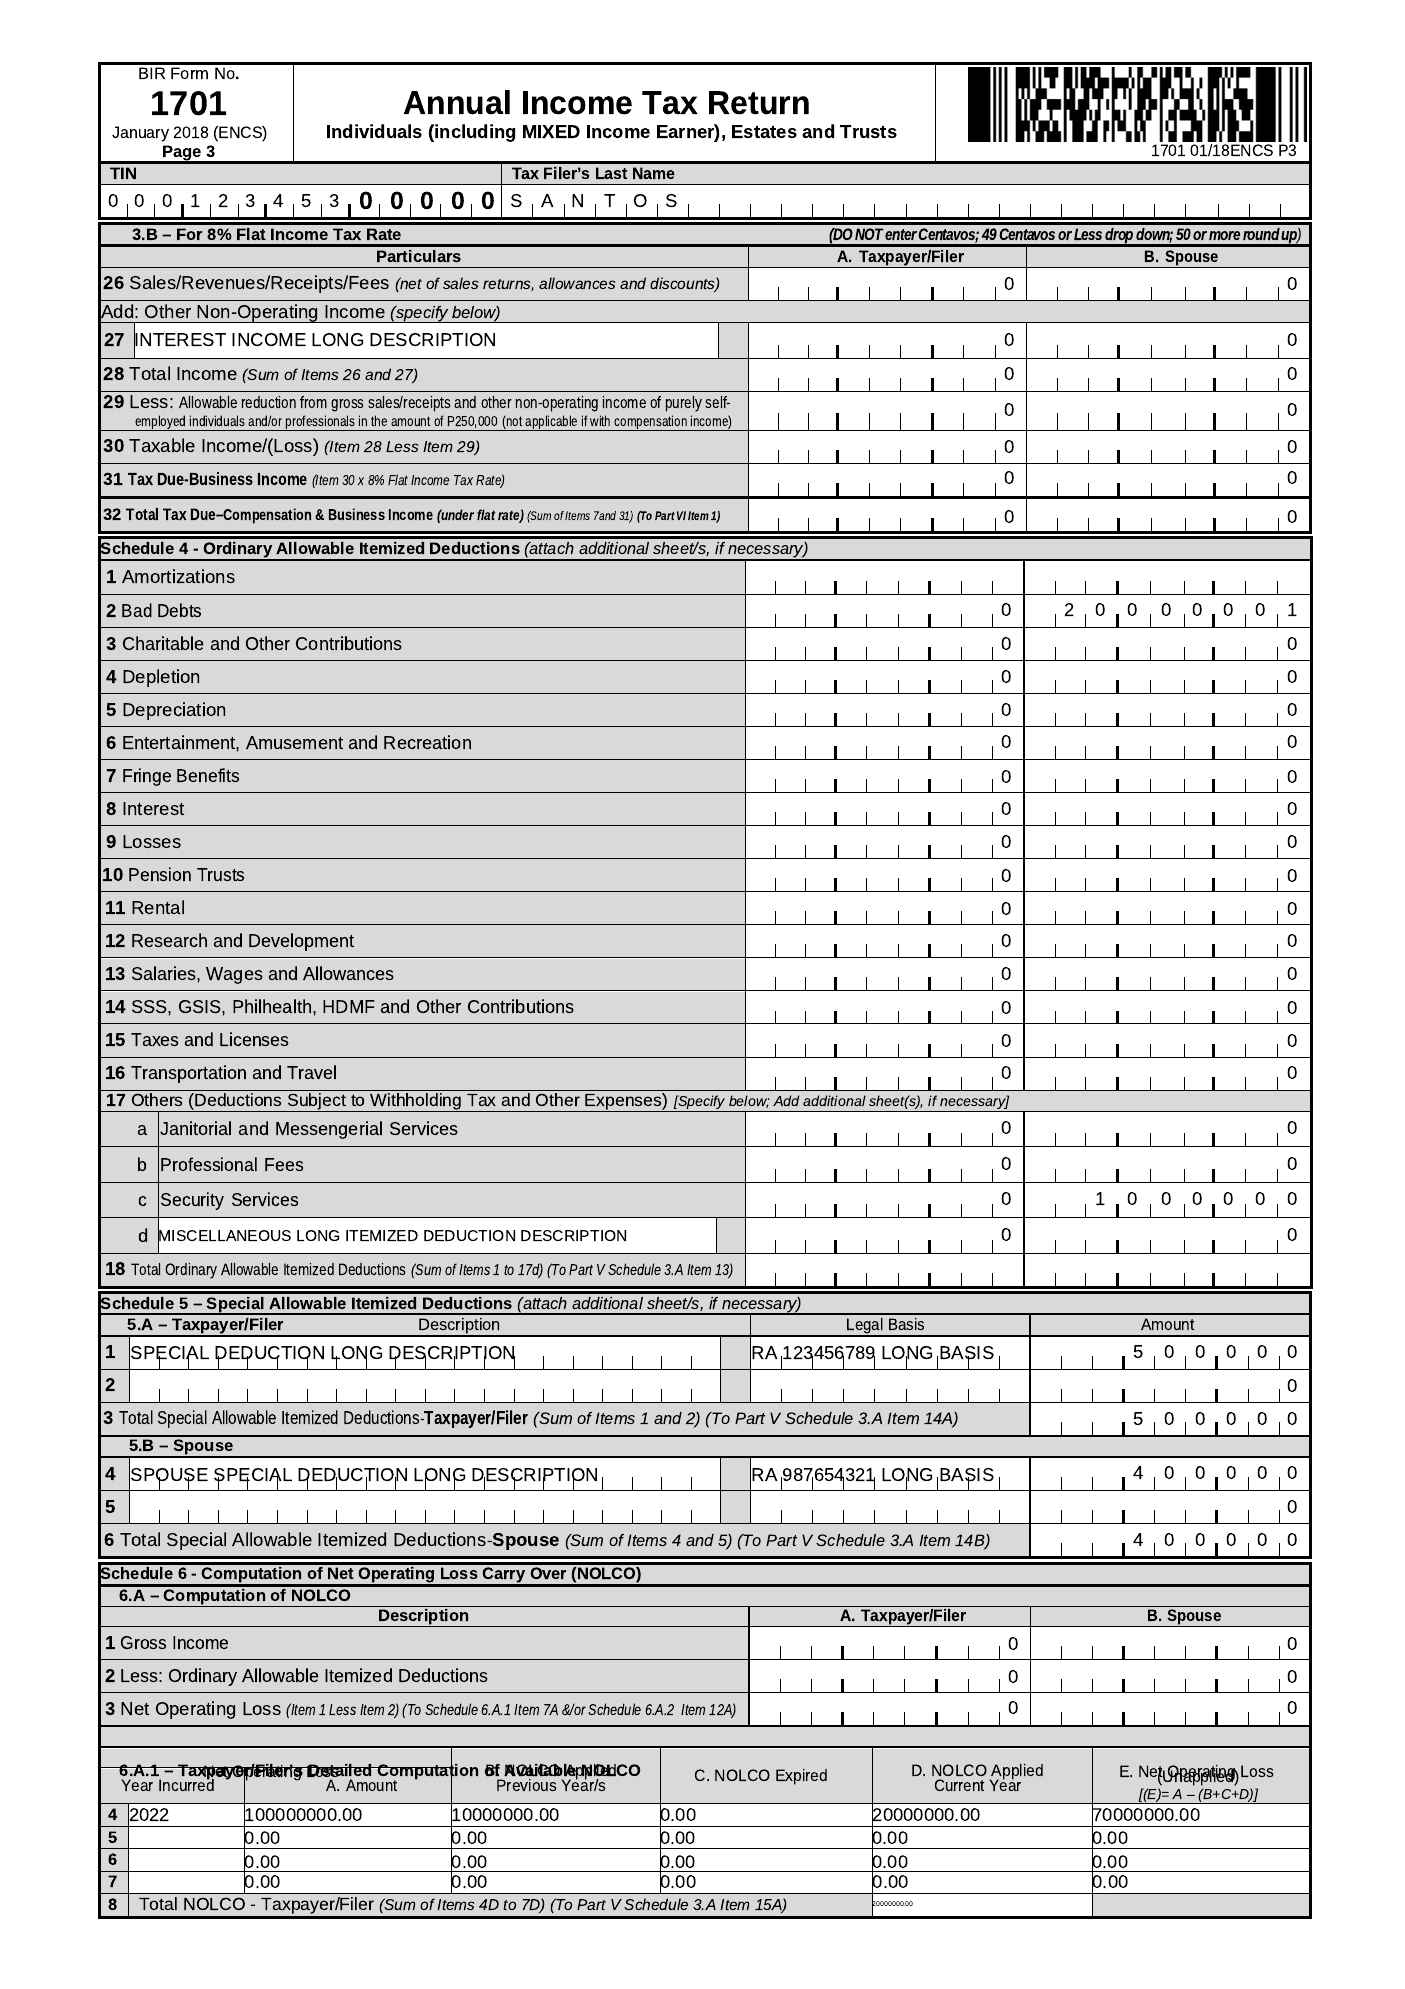 BIR Form No.
1701
January 2018 (ENCS)
Page 3
Annual Income Tax Return
Individuals (including MIXED Income Earner), Estates and Trusts
1701 01/18ENCS P3
TIN Tax Filer's Last Name
0 0 0 1 2 3 4 5 3 0 0 0 0 0 S A N T O S
3.B – For 8% Flat Income Tax Rate (DO NOT enter Centavos; 49 Centavos or Less drop down; 50 or more round up)
Particulars A. Taxpayer/Filer B. Spouse
26 Sales/Revenues/Receipts/Fees (net of sales returns, allowances and discounts) 0 0
Add: Other Non-Operating Income (specify below)
27 INTEREST INCOME LONG DESCRIPTION 0 0
28 Total Income (Sum of Items 26 and 27) 0 0
29 Less: Allowable reduction from gross sales/receipts and other non-operating income of purely self-
employed individuals and/or professionals in the amount of P250,000 (not applicable if with compensation income) 0 0
30 Taxable Income/(Loss) (Item 28 Less Item 29) 0 0
31 Tax Due-Business Income (Item 30 x 8% Flat Income Tax Rate) 0 0
32 Total Tax Due–Compensation & Business Income (under flat rate) (Sum of Items 7and 31) (To Part VI Item 1) 0 0
Schedule 4 - Ordinary Allowable Itemized Deductions (attach additional sheet/s, if necessary)
1 Amortizations
2 Bad Debts 0 2 0 0 0 0 0 0 1
3 Charitable and Other Contributions 0 0
4 Depletion 0 0
5 Depreciation 0 0
6 Entertainment, Amusement and Recreation 0 0
7 Fringe Benefits 0 0
8 Interest 0 0
9 Losses 0 0
10 Pension Trusts 0 0
11 Rental 0 0
12 Research and Development 0 0
13 Salaries, Wages and Allowances 0 0
14 SSS, GSIS, Philhealth, HDMF and Other Contributions 0 0
15 Taxes and Licenses 0 0
16 Transportation and Travel 0 0
17 Others (Deductions Subject to Withholding Tax and Other Expenses) [Specify below; Add additional sheet(s), if necessary]
a Janitorial and Messengerial Services 0 0
b Professional Fees 0 0
c Security Services 0 1 0 0 0 0 0 0
d MISCELLANEOUS LONG ITEMIZED DEDUCTION DESCRIPTION 0 0
18 Total Ordinary Allowable Itemized Deductions (Sum of Items 1 to 17d) (To Part V Schedule 3.A Item 13)
Schedule 5 – Special Allowable Itemized Deductions (attach additional sheet/s, if necessary)
5.A – Taxpayer/Filer Description Legal Basis Amount
1 SPECIAL DEDUCTION LONG DESCRIPTION RA 123456789 LONG BASIS 5 0 0 0 0 0
2 0
3 Total Special Allowable Itemized Deductions-Taxpayer/Filer (Sum of Items 1 and 2) (To Part V Schedule 3.A Item 14A) 5 0 0 0 0 0
5.B – Spouse
4 SPOUSE SPECIAL DEDUCTION LONG DESCRIPTION RA 987654321 LONG BASIS 4 0 0 0 0 0
5 0
6 Total Special Allowable Itemized Deductions-Spouse (Sum of Items 4 and 5) (To Part V Schedule 3.A Item 14B) 4 0 0 0 0 0
Schedule 6 - Computation of Net Operating Loss Carry Over (NOLCO)
6.A – Computation of NOLCO
Description A. Taxpayer/Filer B. Spouse
1 Gross Income 0 0
2 Less: Ordinary Allowable Itemized Deductions 0 0
3 Net Operating Loss (Item 1 Less Item 2) (To Schedule 6.A.1 Item 7A &/or Schedule 6.A.2 Item 12A) 0 0
6.A.1 – Taxpayer/Filer's Detailed Computation of Available NOLCO
Net Operating Loss B. NOLCO Applied D. NOLCO Applied E. Net Operating Loss
Year Incurred A. Amount Previous Year/s C. NOLCO Expired Current Year (Unapplied)
[(E)= A – (B+C+D)]
4 2022 100000000.00 10000000.00 0.00 20000000.00 70000000.00
5 0.00 0.00 0.00 0.00 0.00
6 0.00 0.00 0.00 0.00 0.00
7 0.00 0.00 0.00 0.00 0.00
8 Total NOLCO - Taxpayer/Filer (Sum of Items 4D to 7D) (To Part V Schedule 3.A Item 15A) 20000000.00